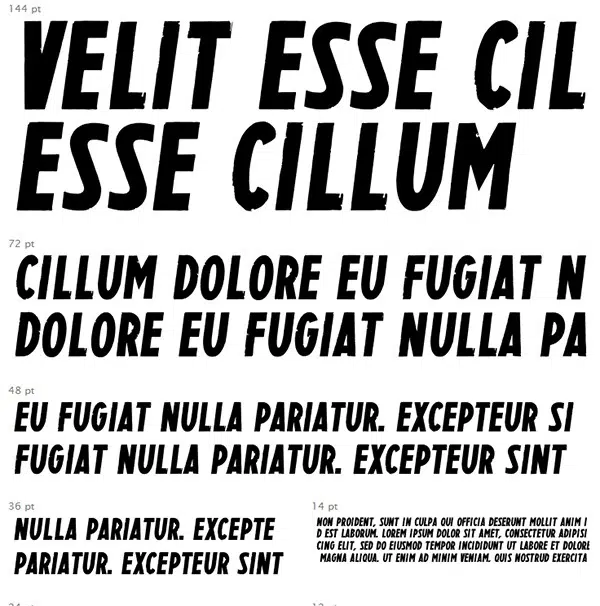 144 pt
VELIT ESSE CIL
ESSE CILLUM
72 pt
CILLUM DOLORE EU FUGIAT N
DOLORE EU FUGIAT NULLA PA
48 pt
EU FUGIAT NULLA PARIATUR. EXCEPTEUR SI
FUGIAT NULLA PARIATUR. EXCEPTEUR SINT
36 pt
NULLA PARIATUR. EXCEPTE
PARIATUR. EXCEPTEUR SINT
14 pt
NON PROIDENT, SUNT IN CULPA QUI OFFICIA DESERUNT MOLLIT ANIM I
D EST LABORUM. LOREM IPSUM DOLOR SIT AMET, CONSECTETUR ADIPISI
CING ELIT, SED DO EIUSMOD TEMPOR INCIDIDUNT UT LABORE ET DOLORE
MAGNA ALIQUA. UT ENIM AD MINIM VENIAM, QUIS NOSTRUD EXERCITA